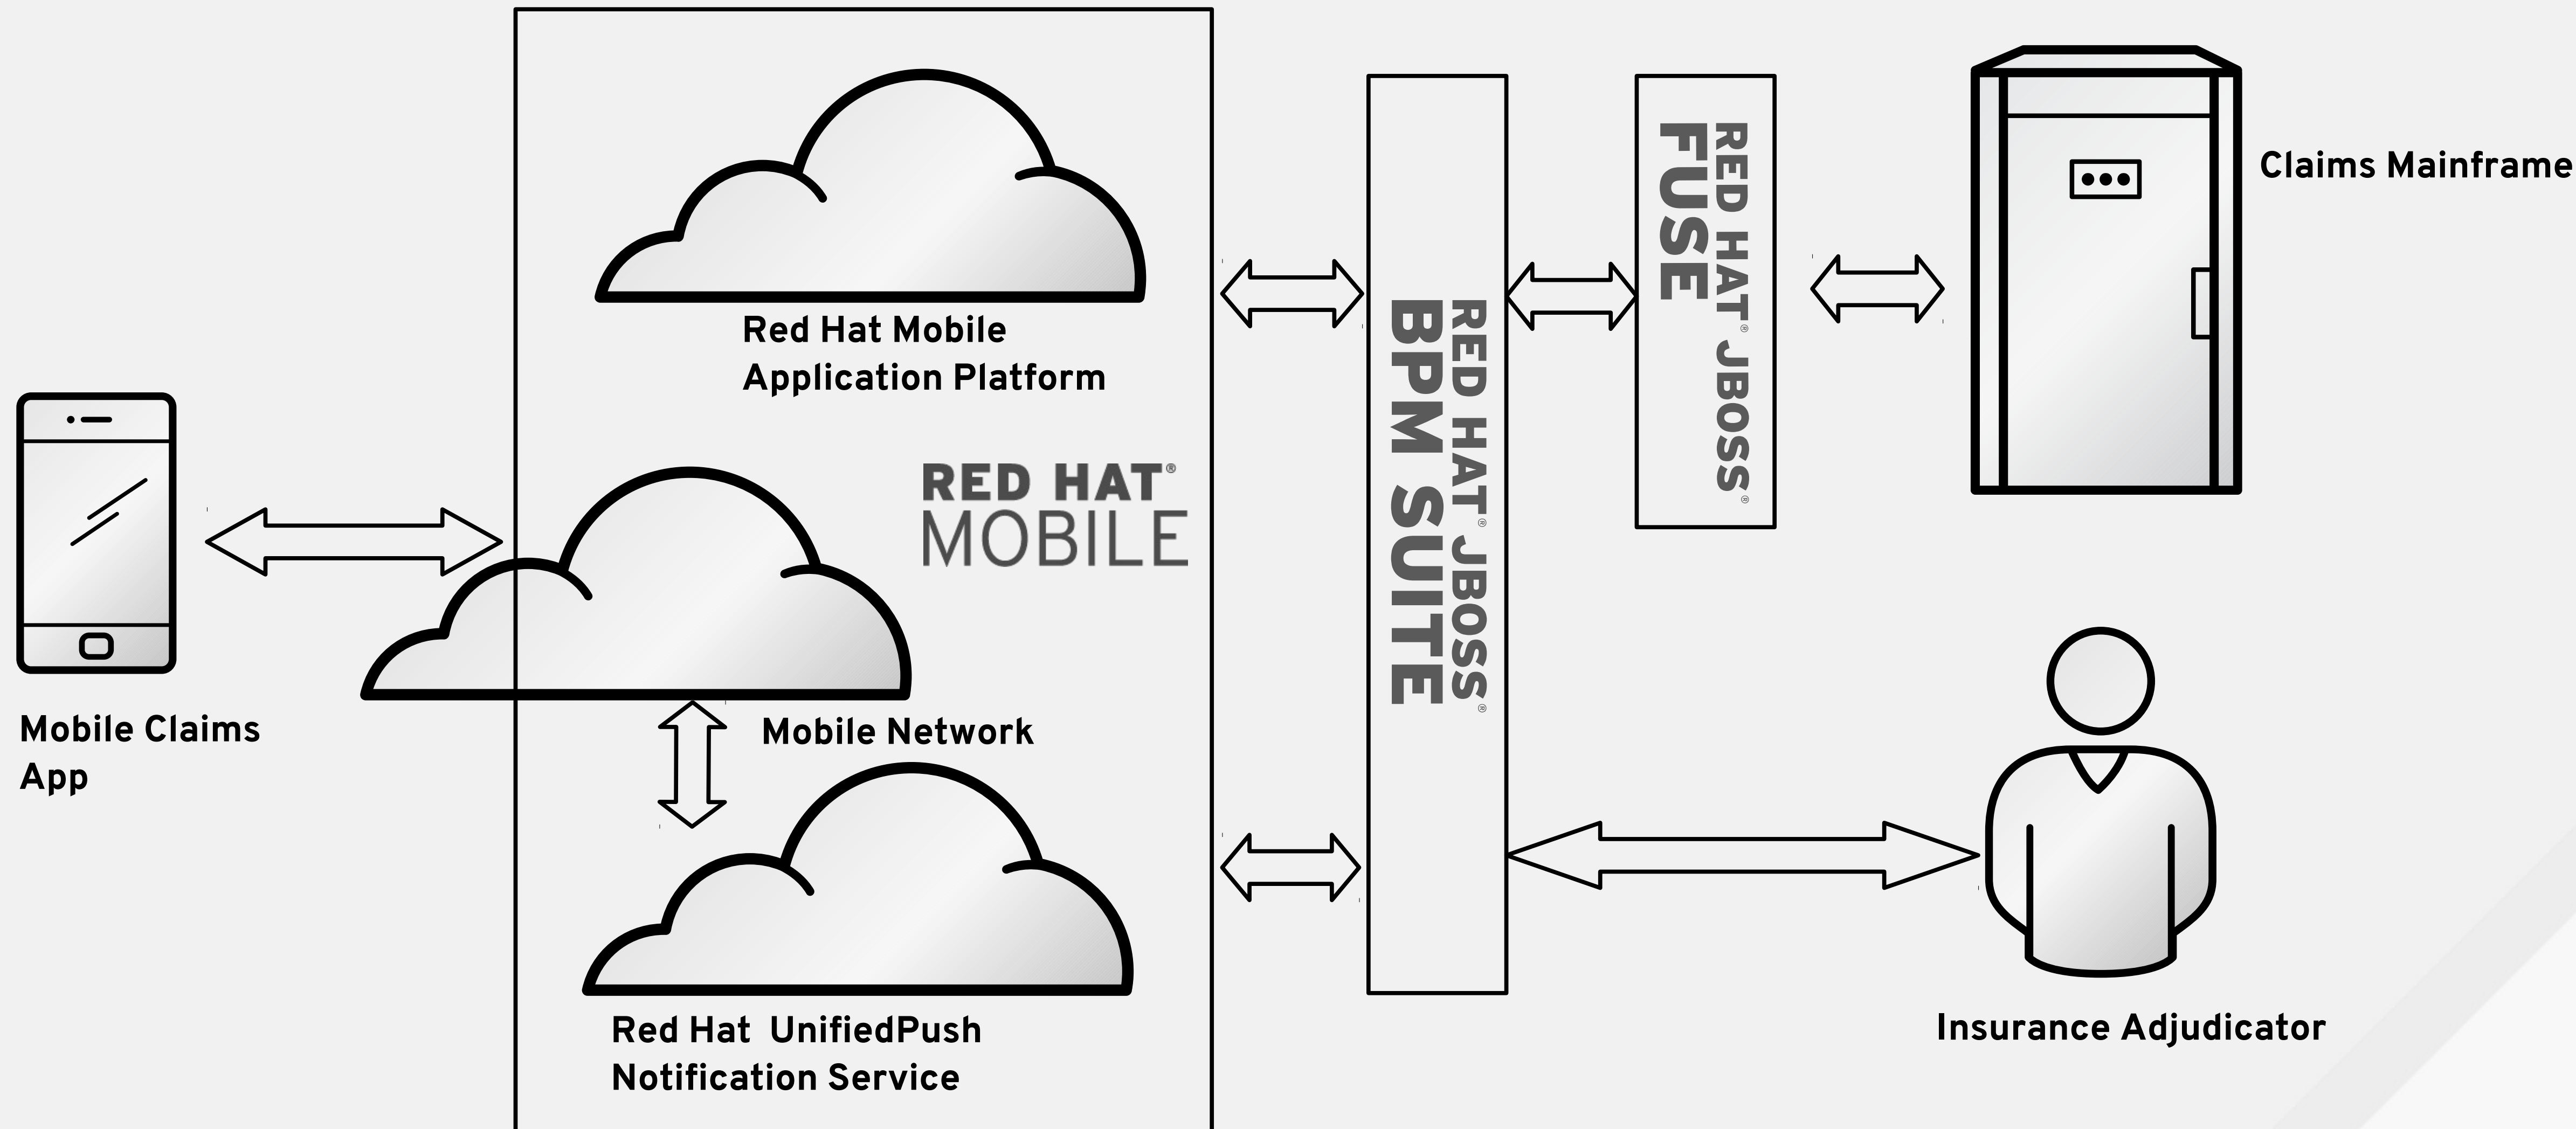 Red Hat Mobile
Application Platform
RED HAT®
MOBILE
Mobile Claims
App
Mobile Network
Red Hat  UnifiedPush
Notification Service
RED HAT® JBOSS®
BPM SUITE
RED HAT® JBOSS®
FUSE
Claims Mainframe
Insurance Adjudicator